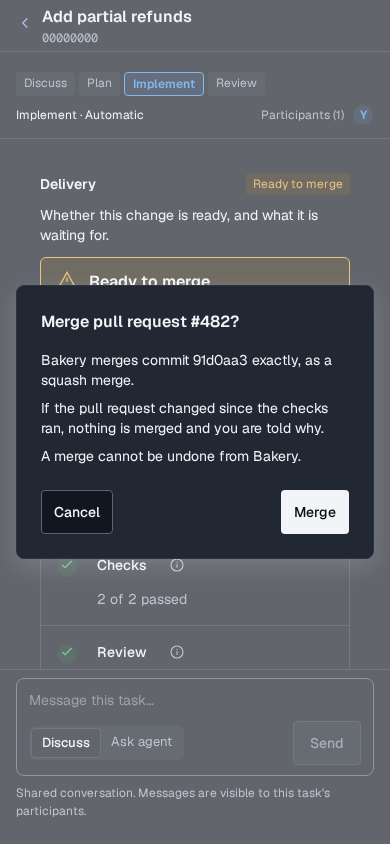 Add partial refunds
00000000
Discuss Plan Implement Review
Implement · Automatic Participants (1) Y
Delivery Ready to merge
Whether this change is ready, and what it is
waiting for.
Ready to merge
Merge pull request #482?
Bakery merges commit 91d0aa3 exactly, as a
squash merge.
If the pull request changed since the checks
ran, nothing is merged and you are told why.
A merge cannot be undone from Bakery.
Cancel Merge
Checks
2 of 2 passed
Review
Message this task...
Discuss Ask agent Send
Shared conversation. Messages are visible to this task's
participants.